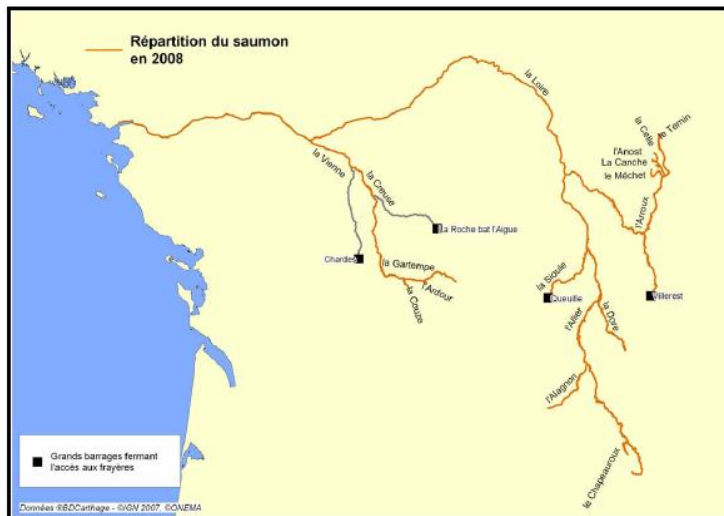 Répartition du saumon
en 2008
la Loire
la Celle
le Ternin
l'Anost
La Canche
le Méchet
la Vienne
la Creuse
l'Arroux
La Roche bat l'Aigue
Chardes
la Gartempe
l'Ardour
la Couze
la Sioule
Queuille
Villerest
l'Allier
la Dore
l'Alagnon
le Chapeauroux
Grands barrages fermant
l'accès aux frayères
Données ®BDCarthage - ©IGN 2007, ©ONEMA